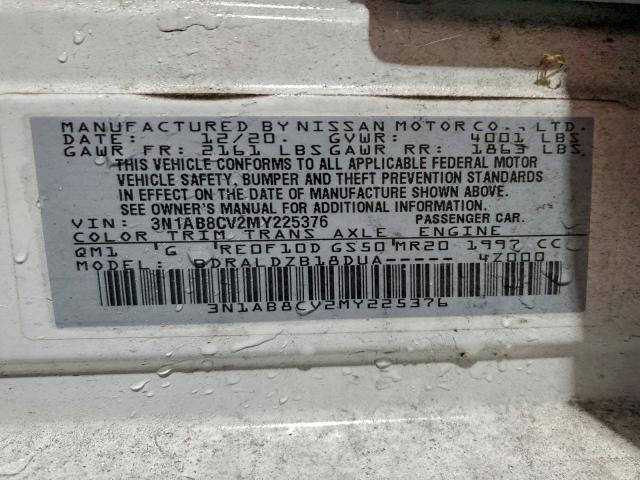 MANUFACTURED BY NISSAN MOTOR CO., LTD.
DATE: 12/20. GVWR: 4001 LBS
GAWR FR: 2161 LBS GAWR RR: 1863 LBS
THIS VEHICLE CONFORMS TO ALL APPLICABLE FEDERAL MOTOR
VEHICLE SAFETY, BUMPER AND THEFT PREVENTION STANDARDS
IN EFFECT ON THE DATE OF MANUFACTURE SHOWN ABOVE.
SEE OWNER'S MANUAL FOR ADDITIONAL INFORMATION.
VIN: 3N1AB8CV2MY225376 PASSENGER CAR.
COLOR TRIM TRANS AXLE ENGINE
QM1 G RE0F10D GS50 MR20 1997 CC
MODEL: BDRALDZB18DUA----- 4Z000
3N1AB8CV2MY225376